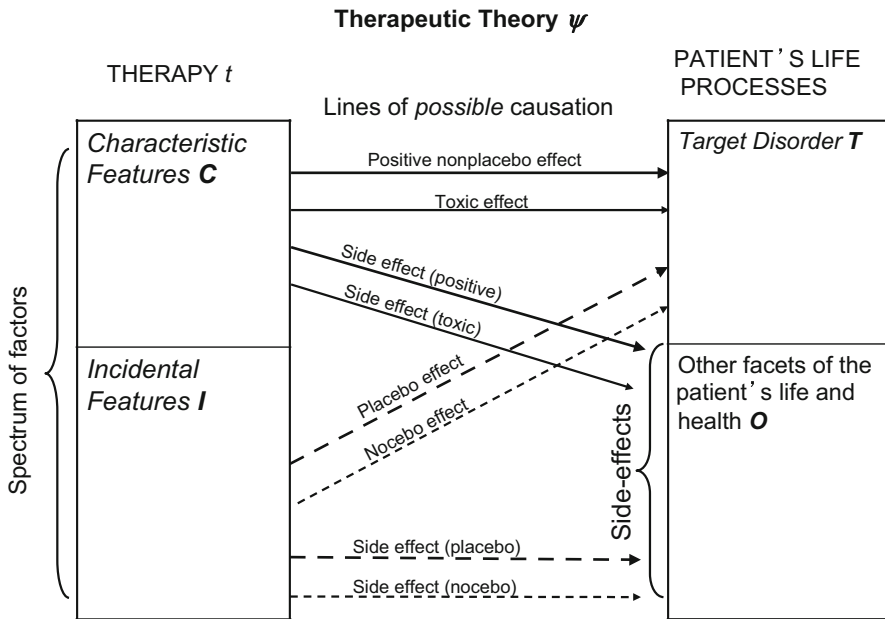 Therapeutic Theory ψ
THERAPY t
PATIENT'S LIFE
PROCESSES
Lines of possible causation
Characteristic
Features C
Target Disorder T
Positive nonplacebo effect
Toxic effect
Side effect (positive)
Side effect (toxic)
Spectrum of factors
Incidental
Features I
Placebo effect
Nocebo effect
Side-effects
Other facets of the
patient's life and
health O
Side effect (placebo)
Side effect (nocebo)